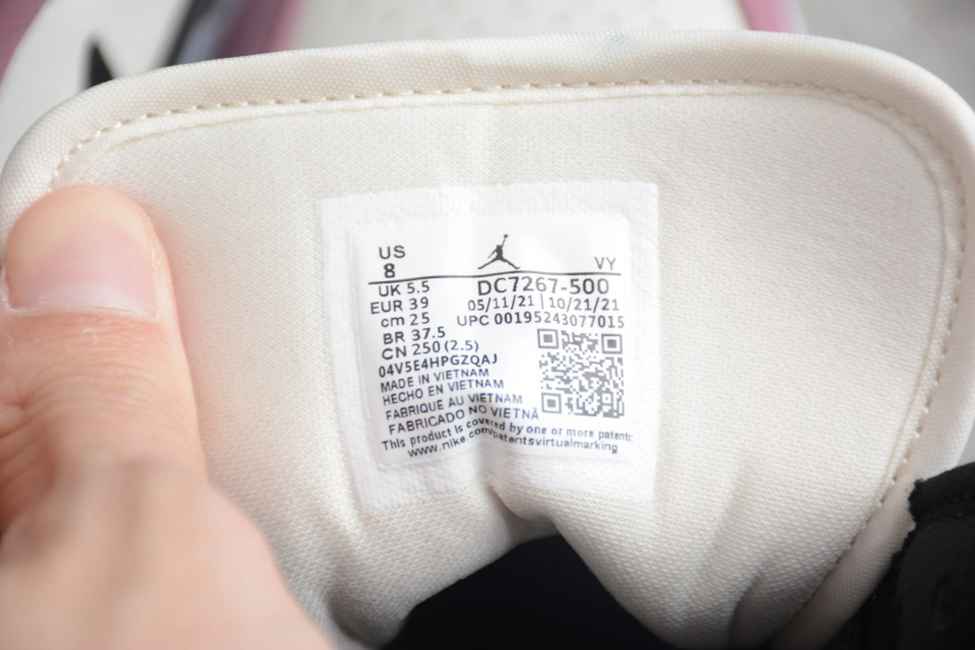 US
8
VY
UK 5.5
DC7267-500
EUR 39
05/11/21 | 10/21/21
cm 25
UPC 00195243077015
BR 37.5
CN 250 (2.5)
04V5E4HPGZQAJ
MADE IN VIETNAM
HECHO EN VIETNAM
FABRIQUE AU VIETNAM
FABRICADO NO VIETNÃ
This product is covered by one or more patents
www.nike.com/patentsvirtualmarking